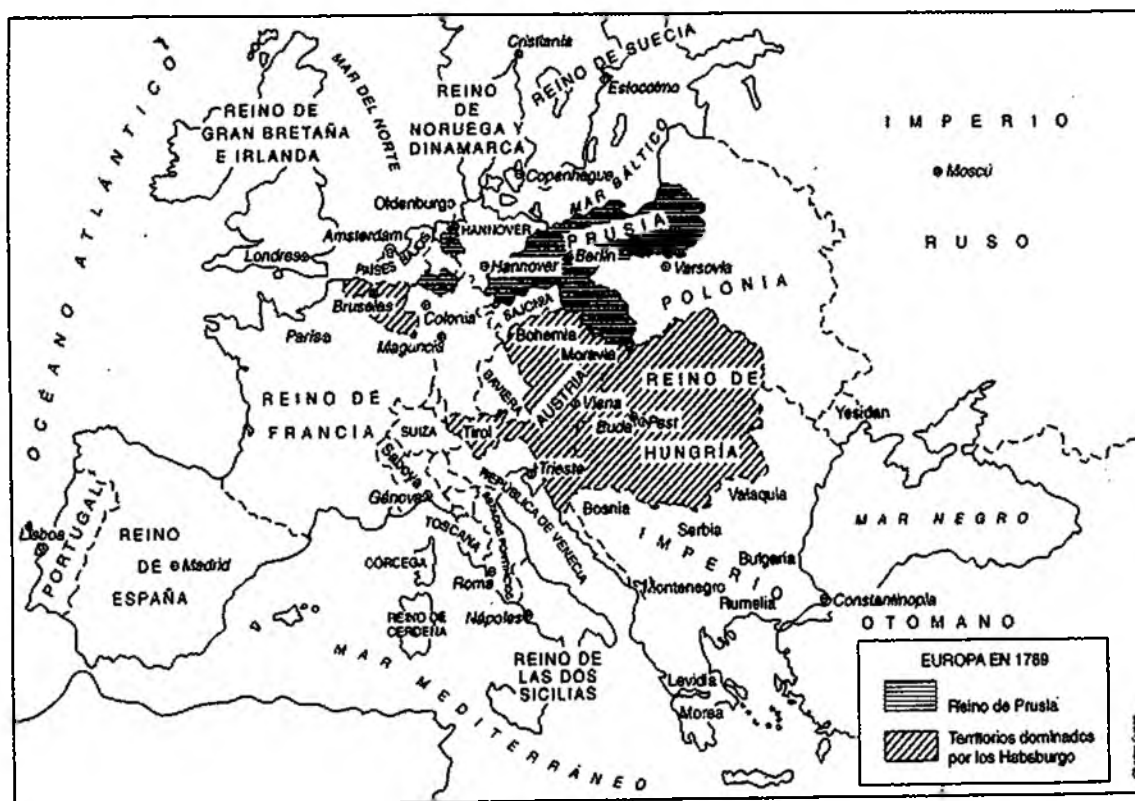 OCÉANO ATLÁNTICO
REINO DE
GRAN BRETAÑA
E IRLANDA
MAR DEL NORTE
Cristiania
REINO
DE
NORUEGA Y
DINAMARCA
REINO DE SUECIA
Estocolmo
Copenhague
MAR BÁLTICO
IMPERIO
RUSO
Moscú
Oldenburgo
HANNOVER
PRUSIA
Amsterdam
PAÍSES BAJOS
Hannover
Berlín
Varsovia
POLONIA
Londres
Bruselas
Colonia
SAJONIA
París
Maguncia
Bohemia
Moravia
BAVIERA
AUSTRIA
Viena
REINO DE
HUNGRÍA
Buda
Pest
Yesidan
REINO DE
FRANCIA
SUIZA
Tirol
Saboya
Trieste
Génova
TOSCANA
REPÚBLICA DE VENECIA
ESTADOS PONTIFICIOS
Bosnia
Valaquia
Serbia
MAR NEGRO
IMPERIO
Bulgaria
Lisboa
PORTUGAL
REINO
DE
ESPAÑA
Madrid
CÓRCEGA
Roma
Montenegro
Rumelia
Constantinopla
OTOMANO
REINO DE
CERDEÑA
Nápoles
MAR MEDITERRÁNEO
REINO DE
LAS DOS
SICILIAS
Levidia
Morea
EUROPA EN 1789
Reino de Prusia
Territorios dominados
por los Habsburgo